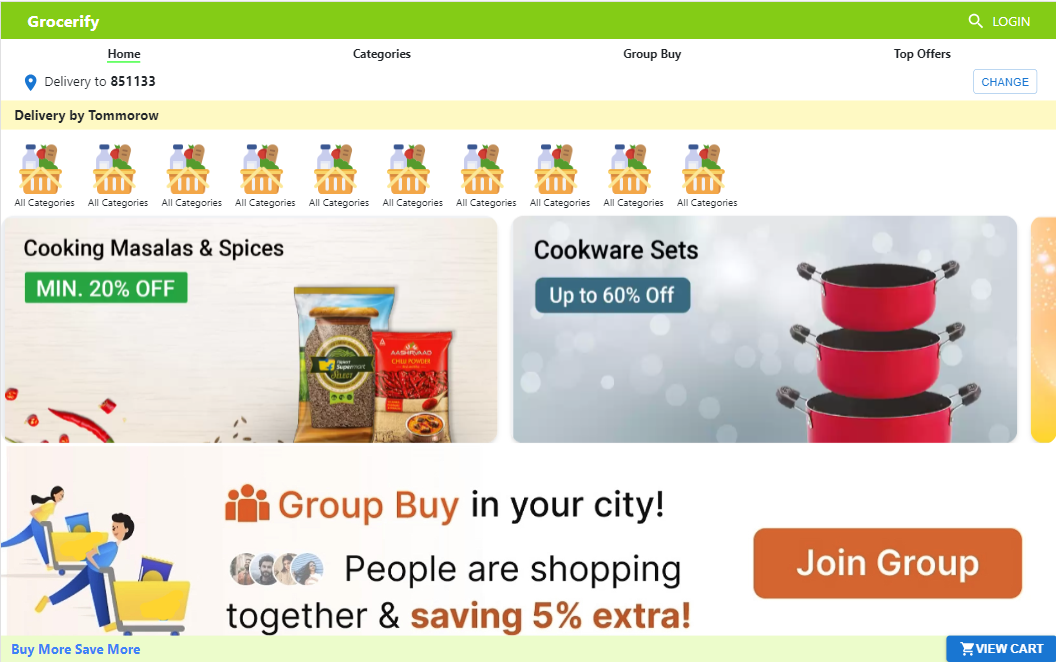 Grocerify
LOGIN
Home
Categories
Group Buy
Top Offers
Delivery to 851133
CHANGE
Delivery by Tommorow
All Categories
All Categories
All Categories
All Categories
All Categories
All Categories
All Categories
All Categories
All Categories
All Categories
Cooking Masalas & Spices
MIN. 20% OFF
AASHIRVAAD
CHILLI POWDER
Supermart
Cookware Sets
Up to 60% Off
Group Buy in your city!
People are shopping
together & saving 5% extra!
Join Group
Buy More Save More
VIEW CART